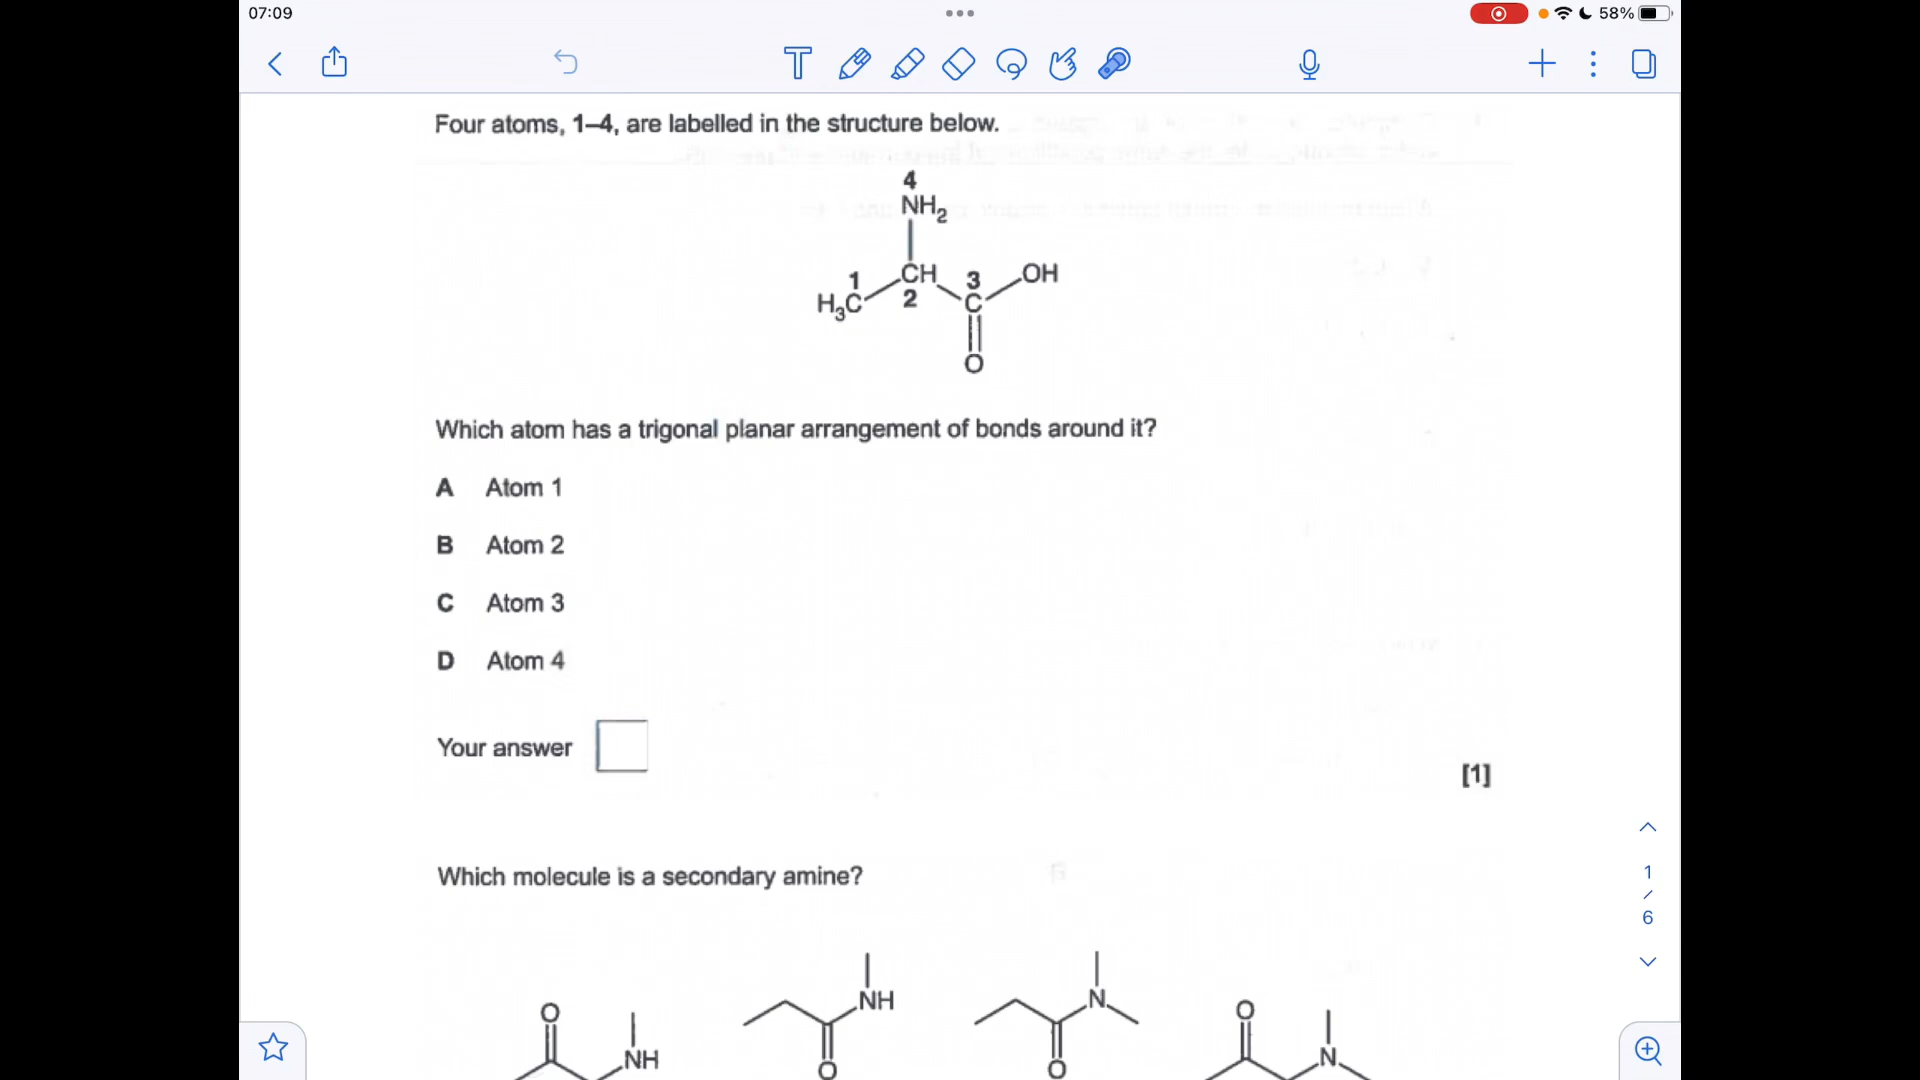 07:09
58%
Four atoms, 1–4, are labelled in the structure below.
4
NH2
1 CH 3 OH
H3C 2 C
O
Which atom has a trigonal planar arrangement of bonds around it?
A Atom 1
B Atom 2
C Atom 3
D Atom 4
Your answer
[1]
1
/
6
Which molecule is a secondary amine?
O NH O NH N O O N